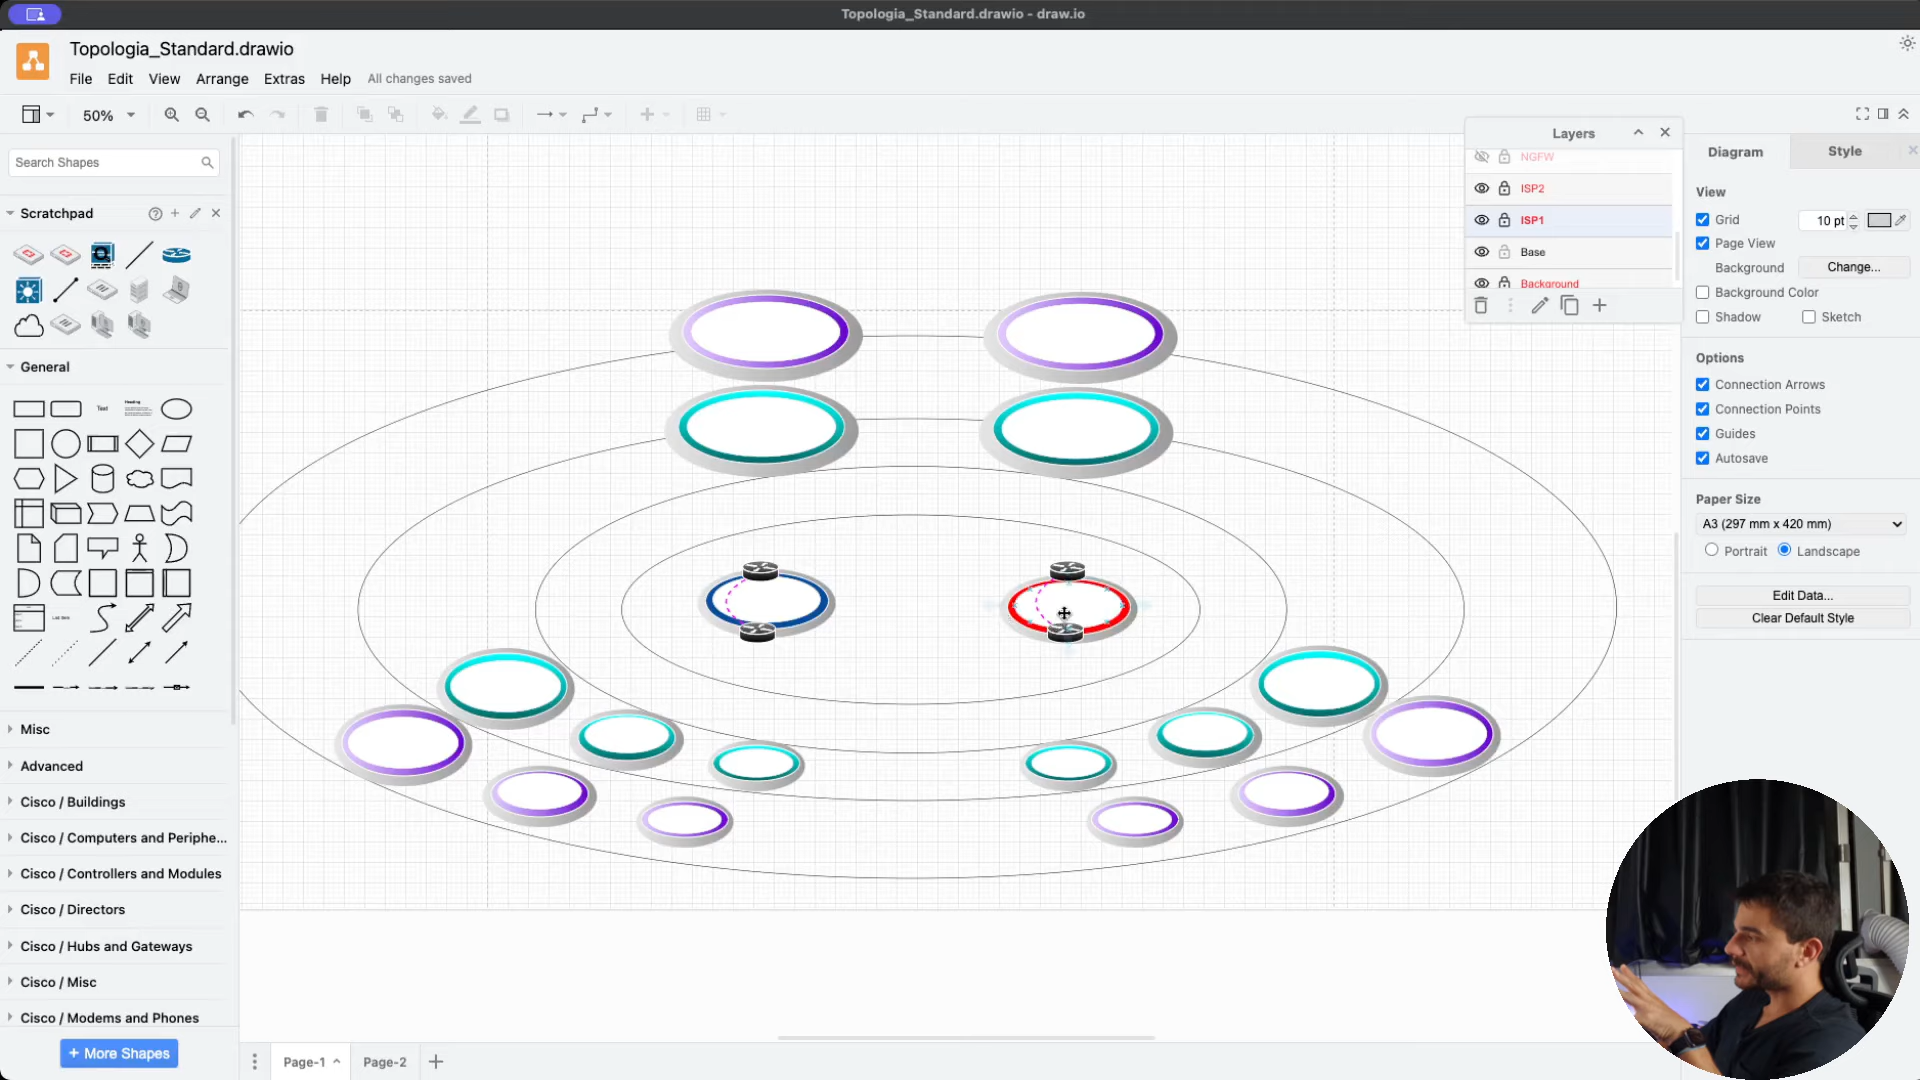 Topologia_Standard.drawio - draw.io
Topologia_Standard.drawio
File Edit View Arrange Extras Help All changes saved
50%
Search Shapes
Scratchpad
General
Text
Heading
List Item
Misc
Advanced
Cisco / Buildings
Cisco / Computers and Periphe...
Cisco / Controllers and Modules
Cisco / Directors
Cisco / Hubs and Gateways
Cisco / Misc
Cisco / Modems and Phones
+ More Shapes
Layers
NGFW
ISP2
ISP1
Base
Background
Diagram Style
View
Grid 10 pt
Page View
Background Change...
Background Color
Shadow Sketch
Options
Connection Arrows
Connection Points
Guides
Autosave
Paper Size
A3 (297 mm x 420 mm)
Portrait Landscape
Edit Data...
Clear Default Style
Page-1 Page-2